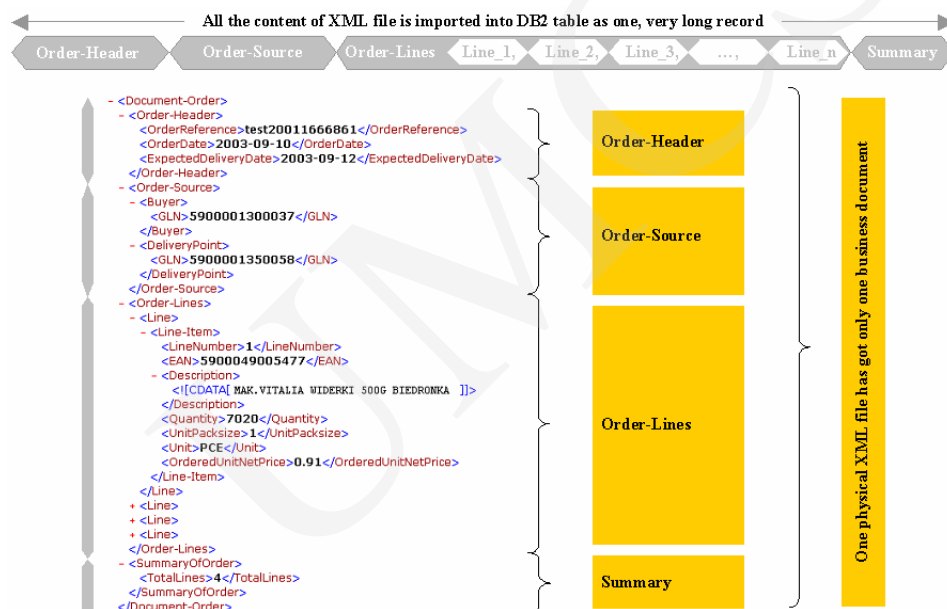 All the content of XML file is imported into DB2 table as one, very long record
Order-Header Order-Source Order-Lines Line_1, Line_2, Line_3, ..., Line_n Summary
- <Document-Order>
- <Order-Header>
<OrderReference>test20011666861</OrderReference>
<OrderDate>2003-09-10</OrderDate>
<ExpectedDeliveryDate>2003-09-12</ExpectedDeliveryDate>
</Order-Header>
- <Order-Source>
- <Buyer>
<GLN>5900001300037</GLN>
</Buyer>
- <DeliveryPoint>
<GLN>5900001350058</GLN>
</DeliveryPoint>
</Order-Source>
- <Order-Lines>
- <Line>
- <Line-Item>
<LineNumber>1</LineNumber>
<EAN>5900049005477</EAN>
- <Description>
<![CDATA[ MAK.VITALIA WIDERKI 500G BIEDRONKA ]]>
</Description>
<Quantity>7020</Quantity>
<UnitPacksize>1</UnitPacksize>
<Unit>PCE</Unit>
<OrderedUnitNetPrice>0.91</OrderedUnitNetPrice>
</Line-Item>
</Line>
+ <Line>
+ <Line>
+ <Line>
</Order-Lines>
- <SummaryOfOrder>
<TotalLines>4</TotalLines>
</SummaryOfOrder>
</Document-Order>
Order-Header
Order-Source
Order-Lines
Summary
One physical XML file has got only one business document
UMCS